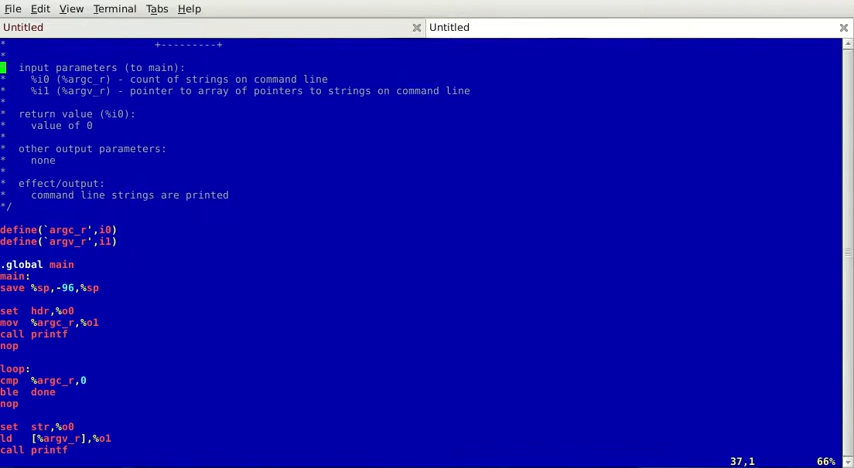 File Edit View Terminal Tabs Help
Untitled Untitled
* +---------+
*
* input parameters (to main):
* %i0 (%argc_r) - count of strings on command line
* %i1 (%argv_r) - pointer to array of pointers to strings on command line
*
* return value (%i0):
* value of 0
*
* other output parameters:
* none
*
* effect/output:
* command line strings are printed
*/
define(`argc_r',i0)
define(`argv_r',i1)
.global main
main:
save %sp,-96,%sp
set hdr,%o0
mov %argc_r,%o1
call printf
nop
loop:
cmp %argc_r,0
ble done
nop
set str,%o0
ld [%argv_r],%o1
call printf
37,1 66%